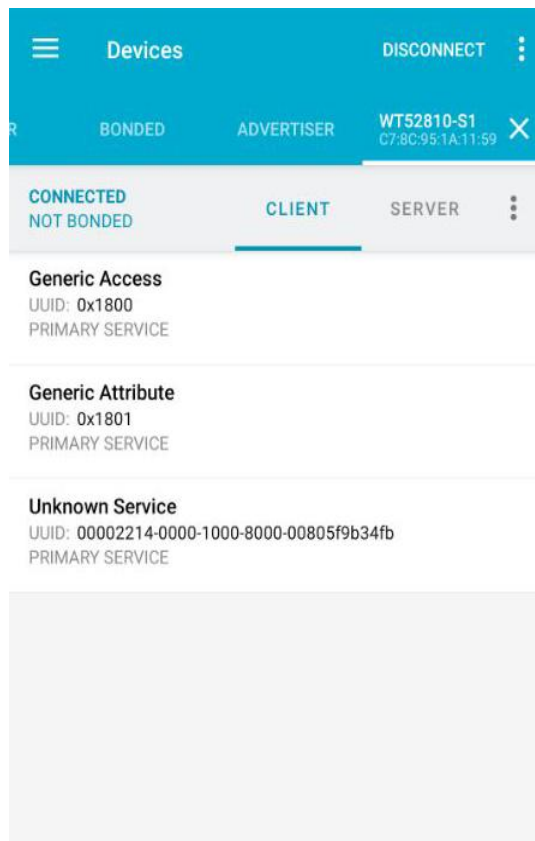 Devices
DISCONNECT
R
BONDED
ADVERTISER
WT52810-S1
C7:8C:95:1A:11:59
CONNECTED
NOT BONDED
CLIENT
SERVER
Generic Access
UUID: 0x1800
PRIMARY SERVICE
Generic Attribute
UUID: 0x1801
PRIMARY SERVICE
Unknown Service
UUID: 00002214-0000-1000-8000-00805f9b34fb
PRIMARY SERVICE